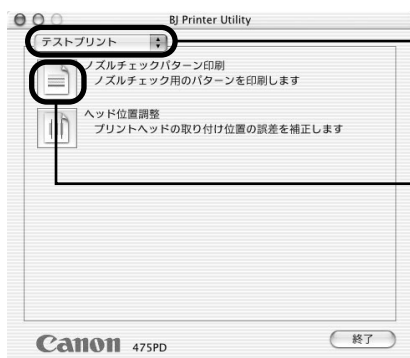 BJ Printer Utility
テストプリント
ノズルチェックパターン印刷
ノズルチェック用のパターンを印刷します
ヘッド位置調整
プリントヘッドの取り付け位置の誤差を補正します
Canon 475PD
終了